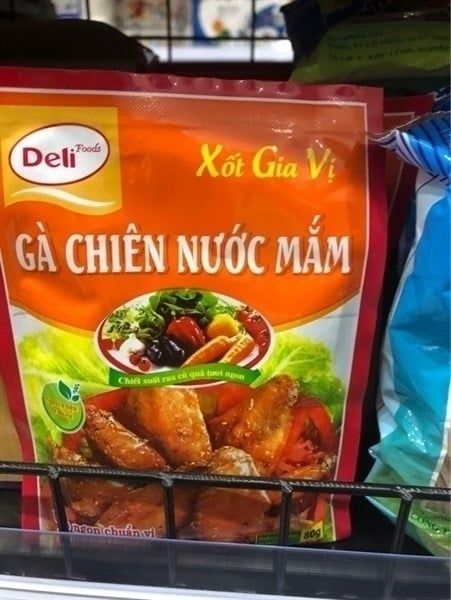 Deli Foods
Xốt Gia Vị
GÀ CHIÊN NƯỚC MẮM
Chiết xuất rau củ quả tươi ngon
ngon chuẩn vị
80g